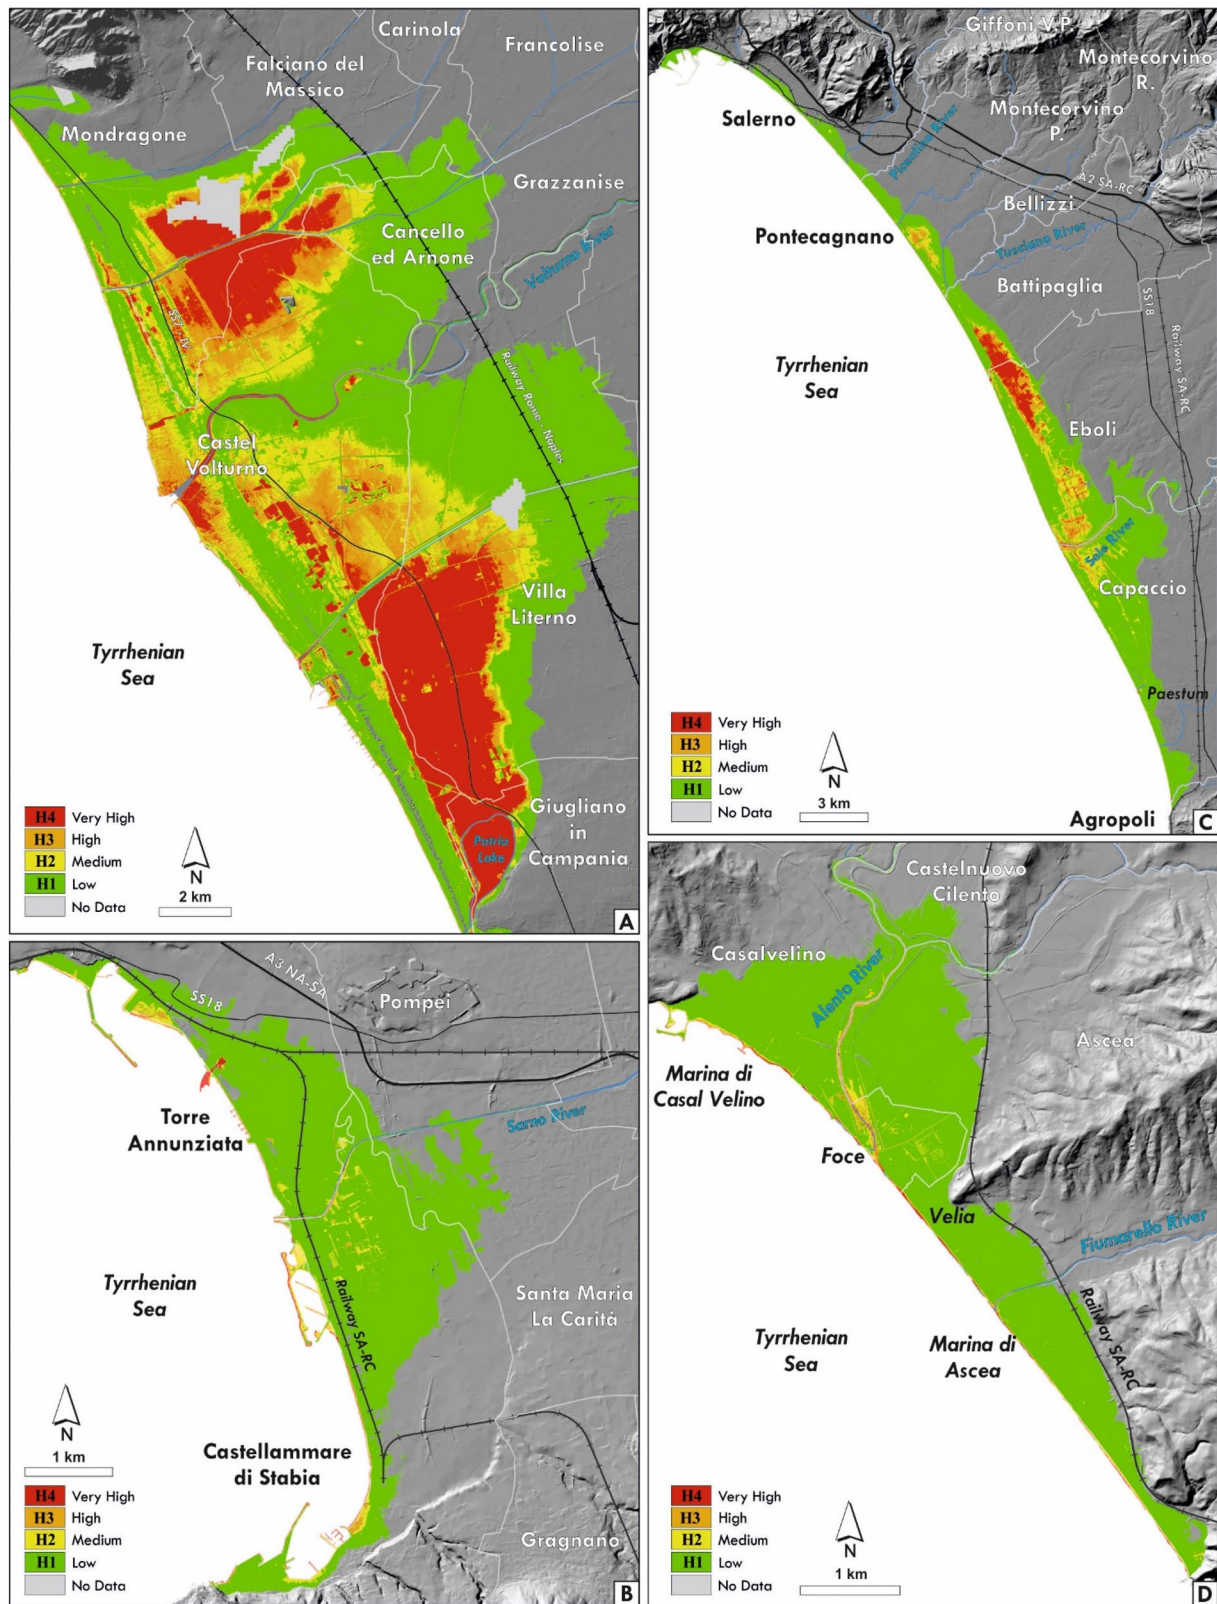 Carinola
Francolise
Falciano del
Massico
Mondragone
Grazzanise
Cancello
ed Arnone
Volturno River
SS7 - IV
Railway Rome - Naples
Castel
Volturno
Villa
Literno
Tyrrhenian
Sea
Giugliano
in
Campania
Patria
Lake
H4 Very High
H3 High
H2 Medium
H1 Low
No Data
N
2 km
A
A3 NA-SA
SS18
Pompei
Torre
Annunziata
Sarno River
Tyrrhenian
Sea
Santa Maria
La Carità
Railway SA-RC
N
1 km
Castellammare
di Stabia
Gragnano
H4 Very High
H3 High
H2 Medium
H1 Low
No Data
B
Giffoni V.P.
Montecorvino
R.
Montecorvino
P.
Salerno
Picentino River
A2 SA-RC
Bellizzi
Pontecagnano
Tusciano River
Battipaglia
SS18
Railway SA-RC
Tyrrhenian
Sea
Eboli
Sele River
Capaccio
Paestum
H4 Very High
H3 High
H2 Medium
H1 Low
No Data
N
3 km
Agropoli
C
Castelnuovo
Cilento
Casalvelino
Alento River
Ascea
Marina di
Casal Velino
Foce
Velia
Fiumarello River
Tyrrhenian
Sea
Marina di
Ascea
Railway SA-RC
H4 Very High
H3 High
H2 Medium
H1 Low
No Data
N
1 km
D